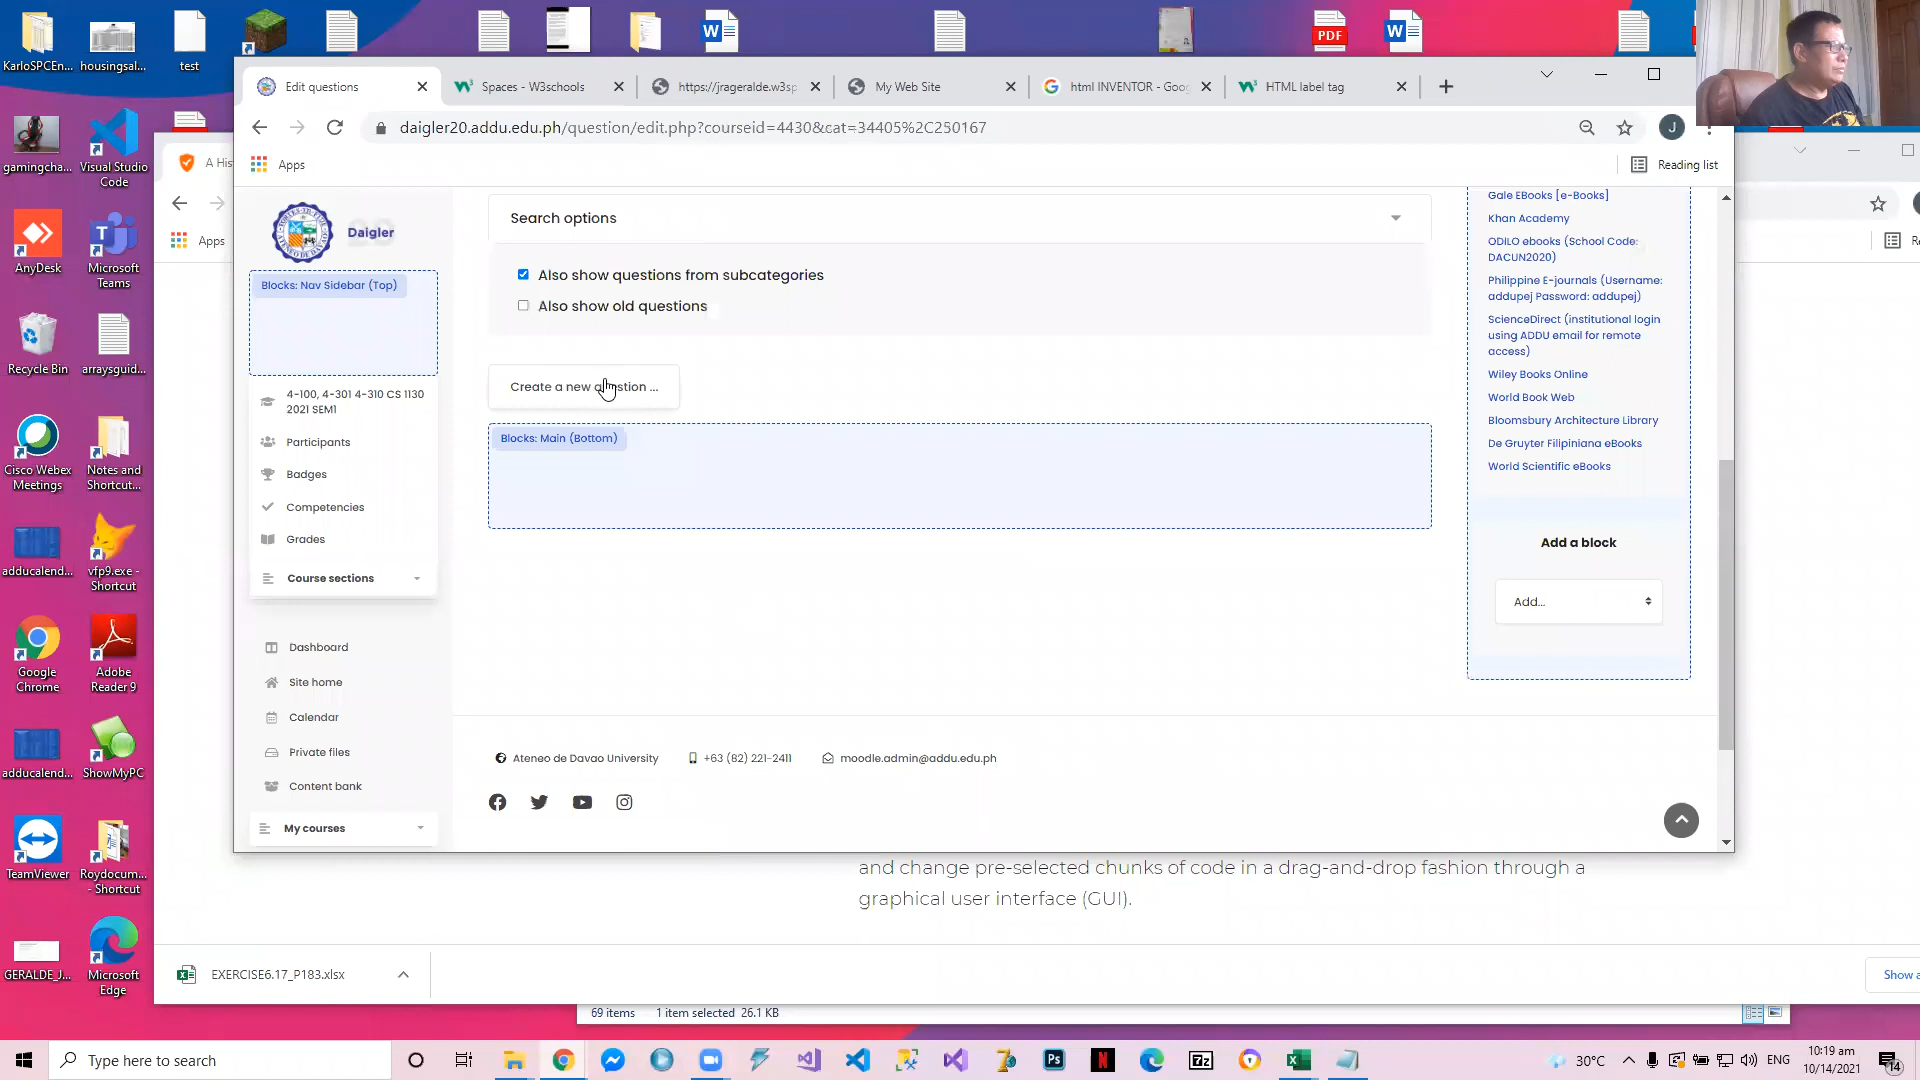 KarloSPCEn...
housingsal...
test
PDF
gamingcha...
Visual Studio
Code
AnyDesk
Microsoft
Teams
Recycle Bin
arraysguid...
Cisco Webex
Meetings
Notes and
Shortcut...
adducalend...
vfp9.exe -
Shortcut
Google
Chrome
Adobe
Reader 9
adducalend...
ShowMyPC
TeamViewer
Roydocum...
- Shortcut
GERALDE_J...
Microsoft
Edge
A His
Apps
Edit questions
Spaces - W3schools
https://jrageralde.w3sp
My Web Site
html INVENTOR - Goo
HTML label tag
daigler20.addu.edu.ph/question/edit.php?courseid=4430&cat=34405%2C250167
J
Apps
Reading list
Daigler
Blocks: Nav Sidebar (Top)
4-100, 4-301 4-310 CS 1130
2021 SEM1
Participants
Badges
Competencies
Grades
Course sections
Dashboard
Site home
Calendar
Private files
Content bank
My courses
Search options
Also show questions from subcategories
Also show old questions
Create a new question ...
Blocks: Main (Bottom)
Gale EBooks [e-Books]
Khan Academy
ODILO ebooks (School Code:
DACUN2020)
Philippine E-journals (Username:
addupej Password: addupej)
ScienceDirect (institutional login
using ADDU email for remote
access)
Wiley Books Online
World Book Web
Bloomsbury Architecture Library
De Gruyter Filipiniana eBooks
World Scientific eBooks
Add a block
Add...
Ateneo de Davao University
+63 (82) 221-2411
moodle.admin@addu.edu.ph
and change pre-selected chunks of code in a drag-and-drop fashion through a
graphical user interface (GUI).
EXERCISE6.17_P183.xlsx
Show a
69 items 1 item selected 26.1 KB
Type here to search
Ps
N
7z
30°C
ENG
10:19 am
10/14/2021
14